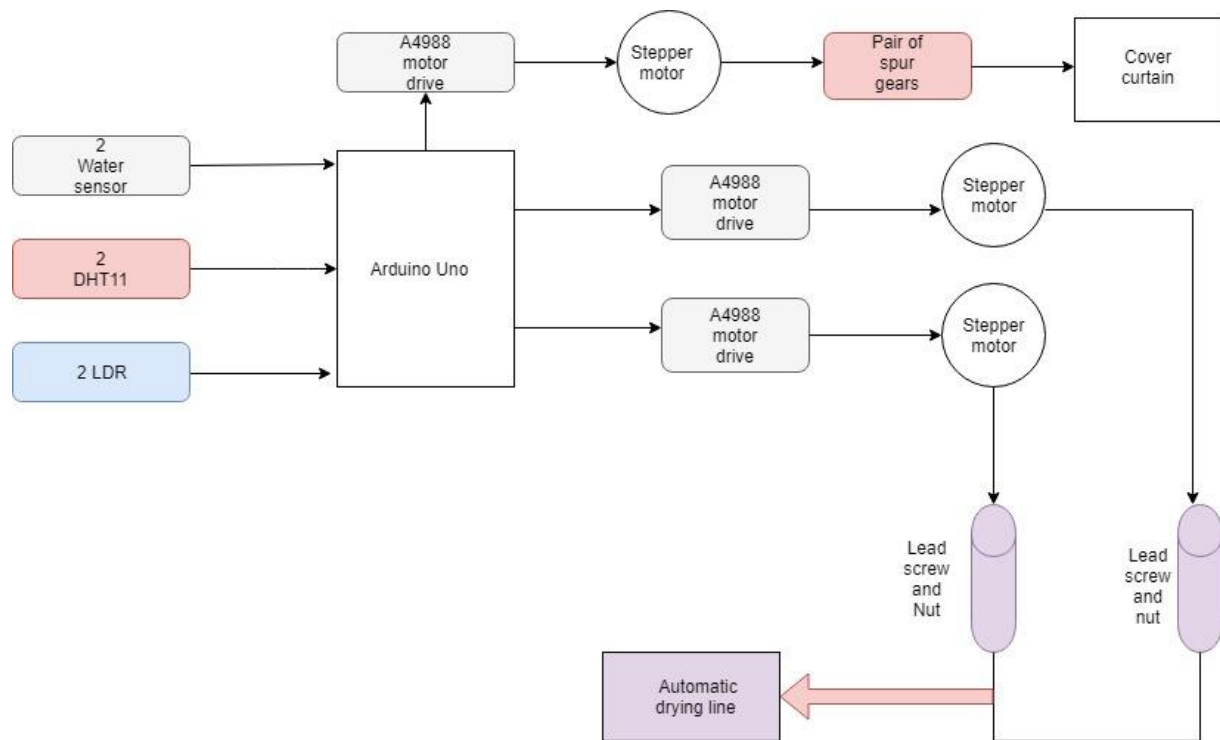 A4988
motor
drive
Stepper
motor
Pair of
spur
gears
Cover
curtain
2
Water
sensor
2
DHT11
2 LDR
Arduino Uno
A4988
motor
drive
Stepper
motor
A4988
motor
drive
Stepper
motor
Lead
screw
and
Nut
Lead
screw
and
nut
Automatic
drying line